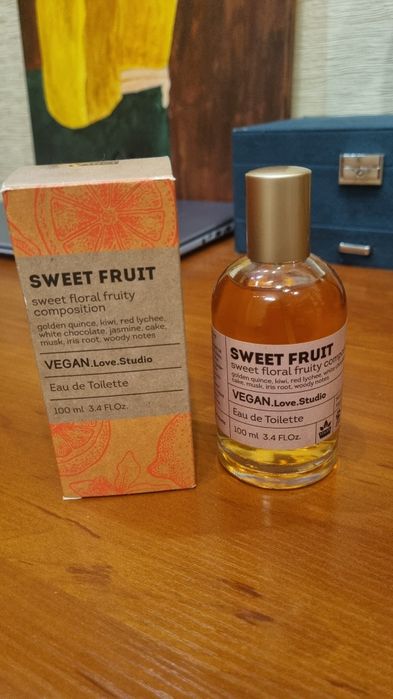 SWEET FRUIT
sweet floral fruity
composition
golden quince, kiwi, red lychee,
white chocolate, jasmine, cake,
musk, iris root, woody notes
VEGAN.Love.Studio
Eau de Toilette
100 ml 3.4 FL.Oz.
SWEET FRUIT
sweet floral fruity
golden quince, kiwi, red lychee, white
cake, musk, iris root, woody notes
VEGAN.Love.Studio
Eau de Toilette
100 ml 3.4 FL.Oz.